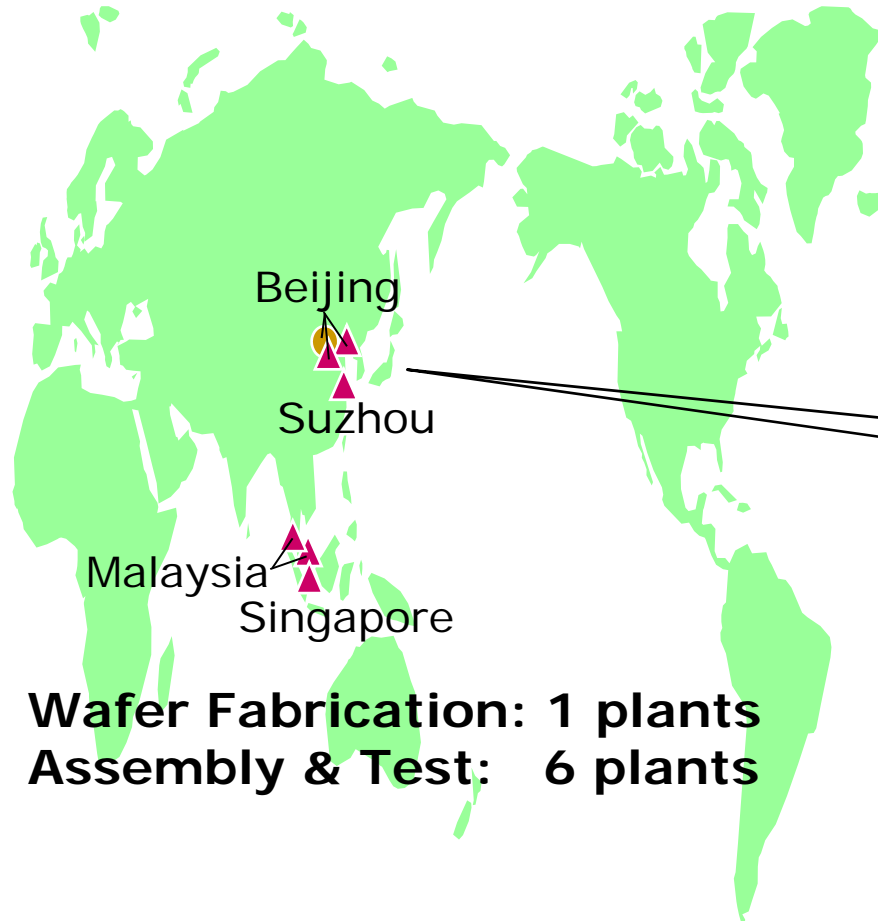 Beijing
Suzhou
Malaysia
Singapore
Wafer Fabrication: 1 plants
Assembly & Test: 6 plants